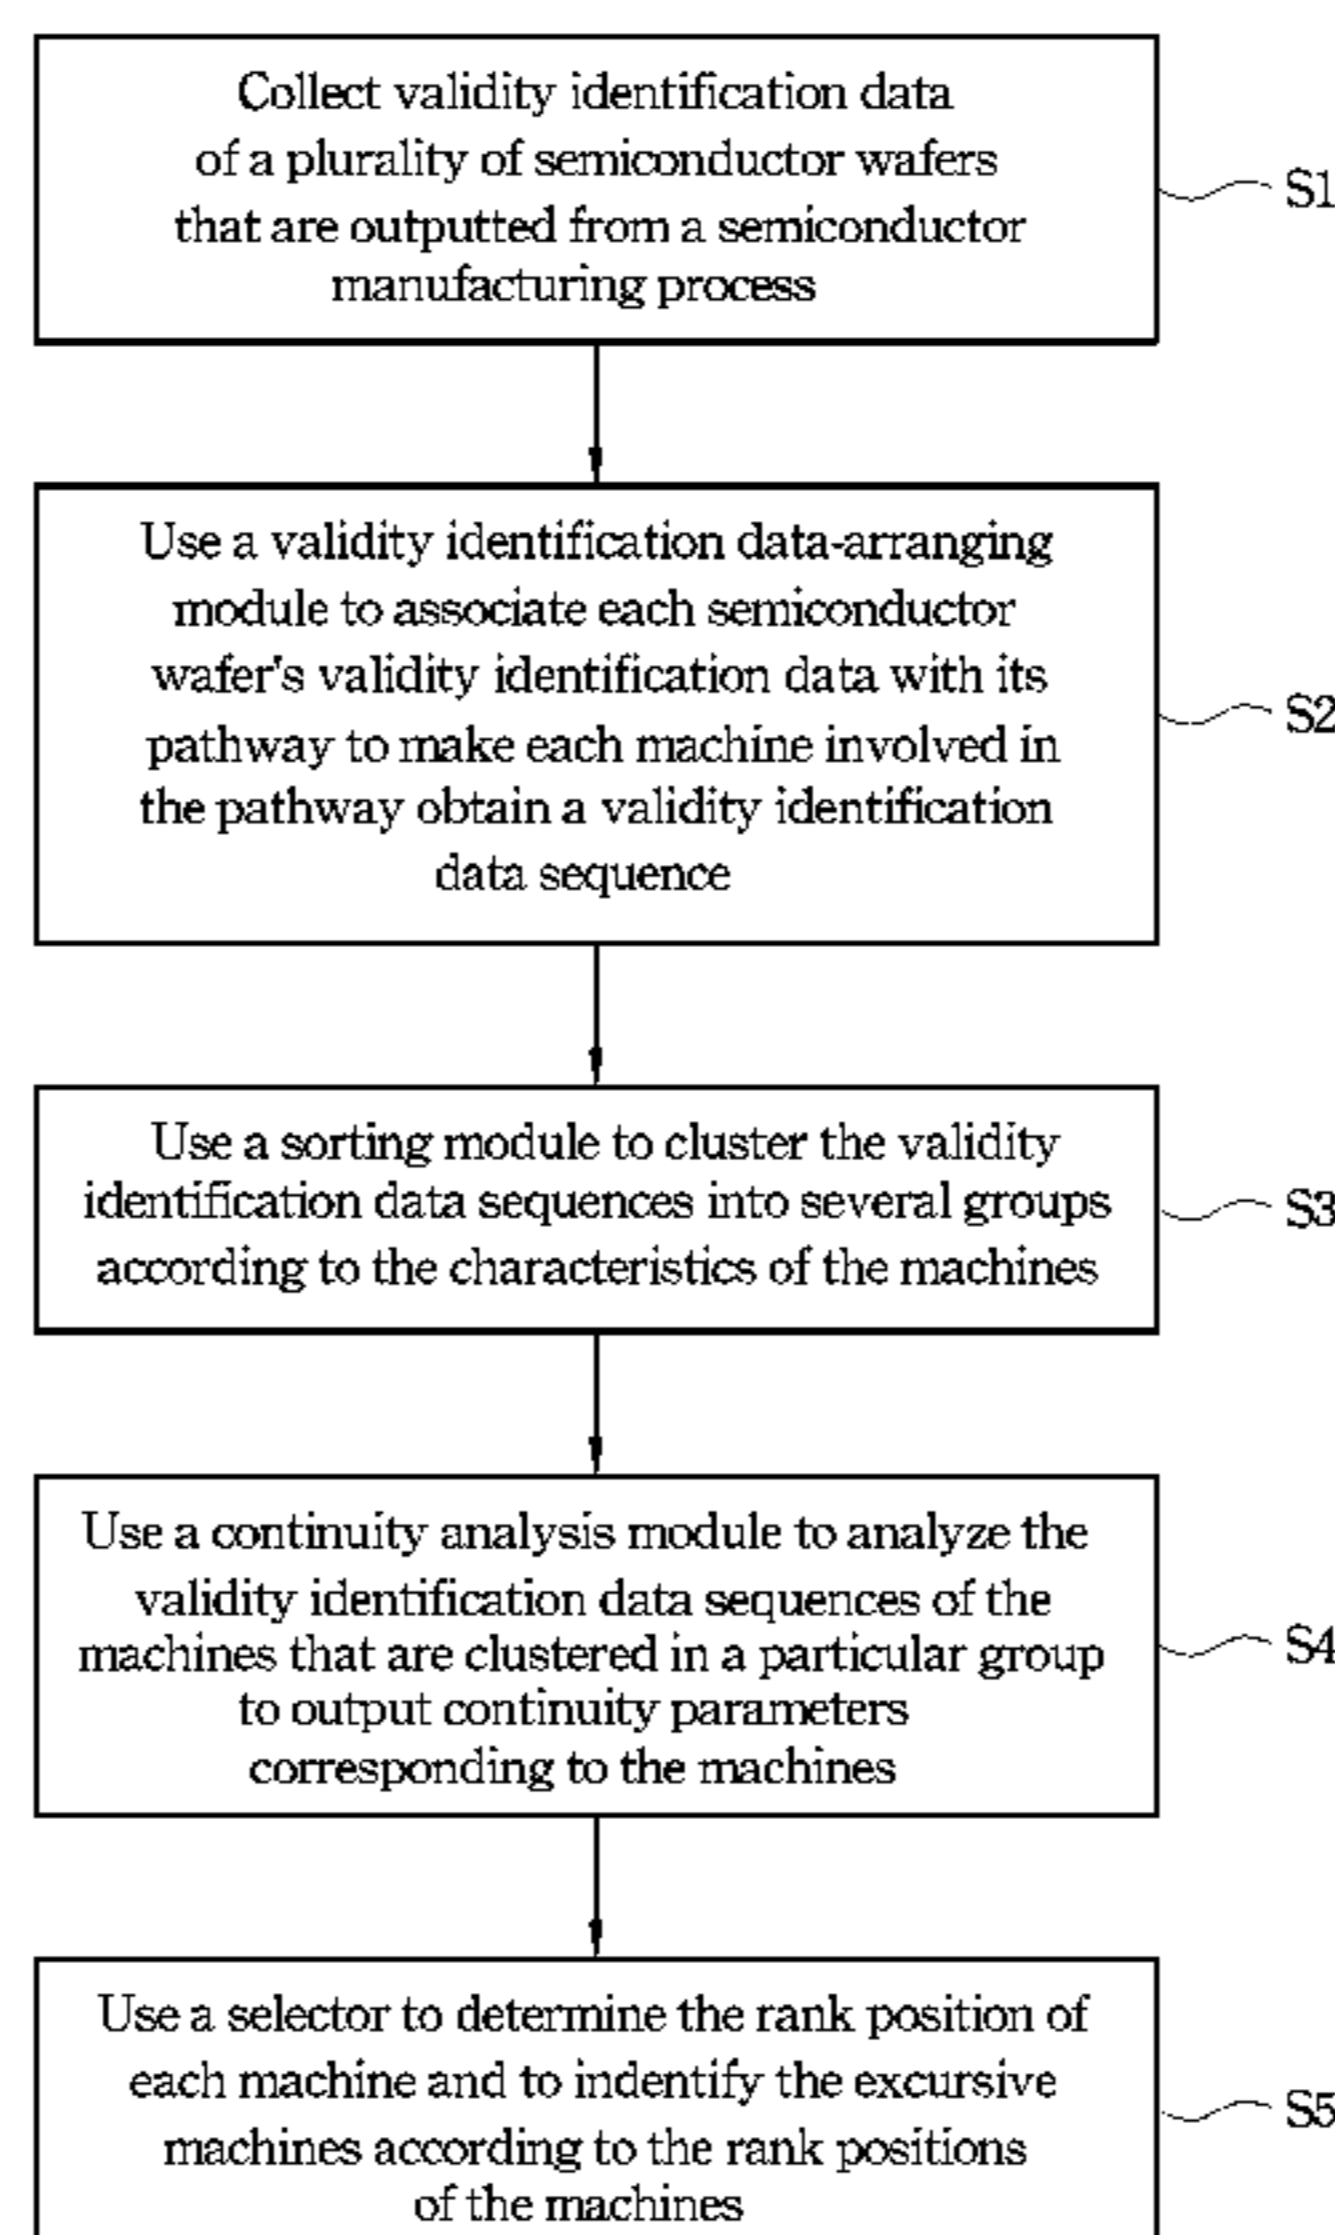 Collect validity identification data
of a plurality of semiconductor wafers
that are outputted from a semiconductor
manufacturing process
S1
Use a validity identification data-arranging
module to associate each semiconductor
wafer's validity identification data with its
pathway to make each machine involved in
the pathway obtain a validity identification
data sequence
S2
Use a sorting module to cluster the validity
identification data sequences into several groups
according to the characteristics of the machines
S3
Use a continuity analysis module to analyze the
validity identification data sequences of the
machines that are clustered in a particular group
to output continuity parameters
corresponding to the machines
S4
Use a selector to determine the rank position of
each machine and to indentify the excursive
machines according to the rank positions
of the machines
S5